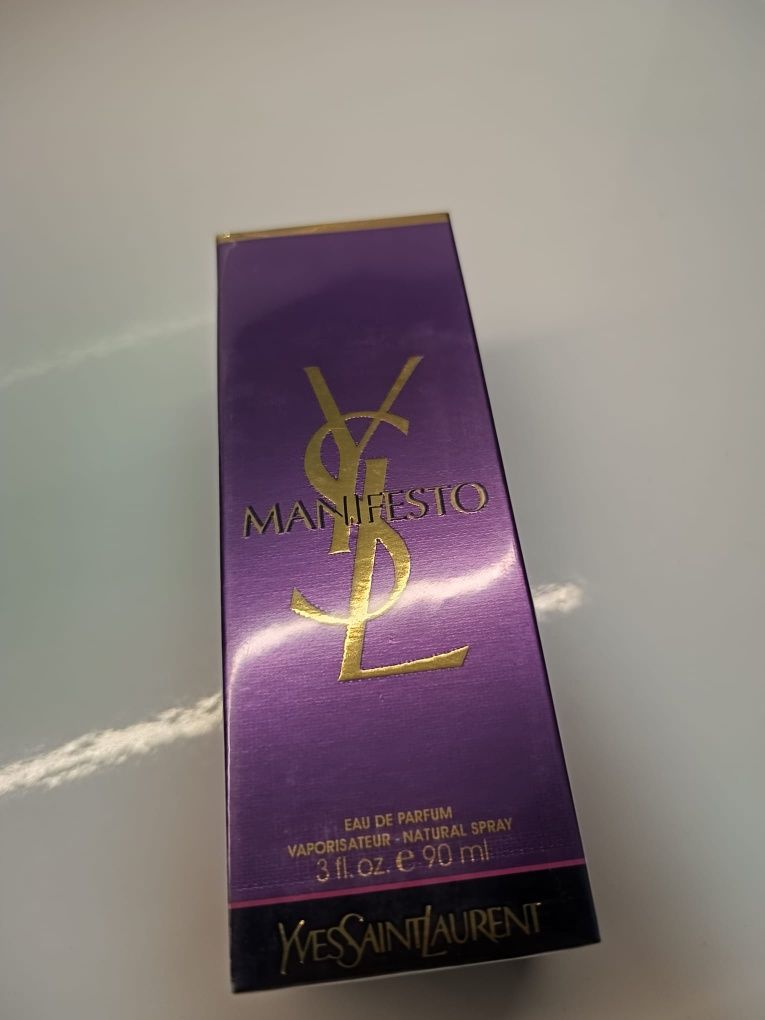 YSL
MANIFESTO
EAU DE PARFUM
VAPORISATEUR - NATURAL SPRAY
3 fl. oz. ℮ 90 ml
YVESSAINTLAURENT